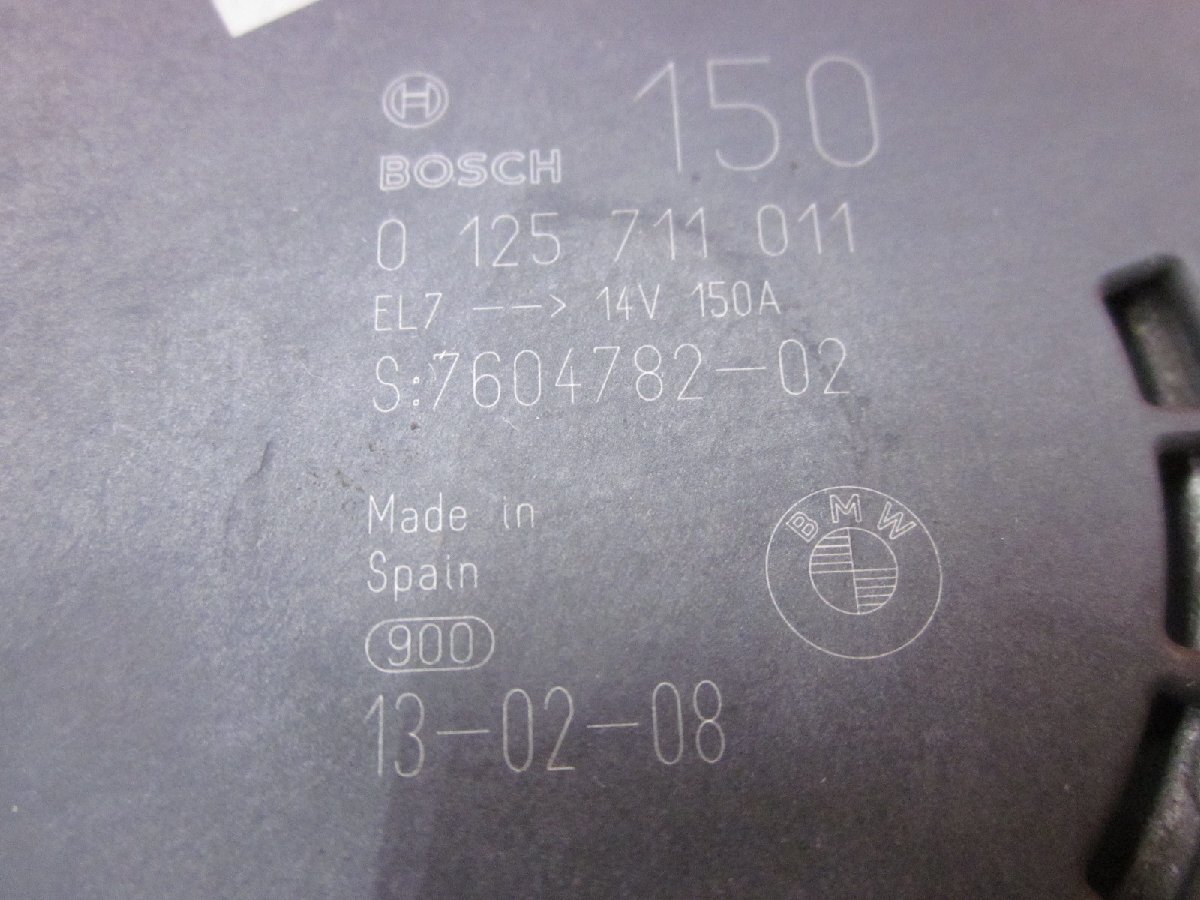 150
BOSCH
0 125 711 011
EL7 --> 14V 150A
S:7604782-02
Made in
Spain
BMW
900
13-02-08